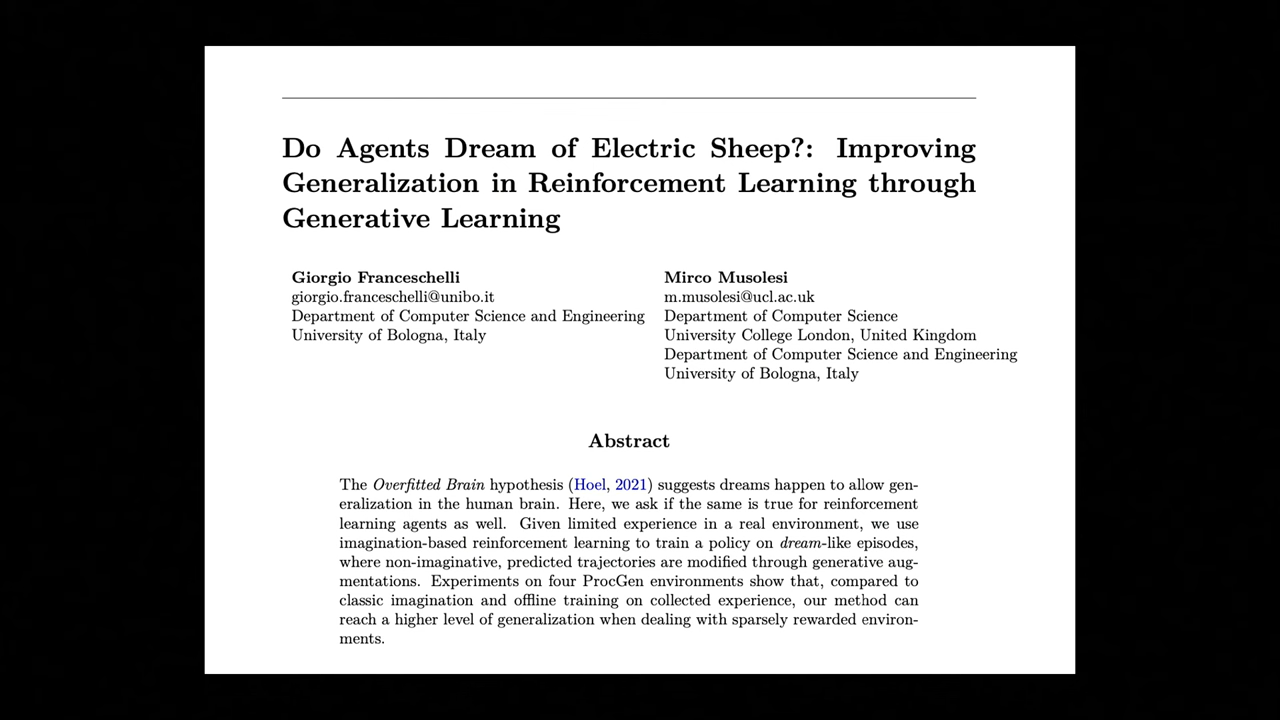 Do Agents Dream of Electric Sheep?: Improving
Generalization in Reinforcement Learning through
Generative Learning
Giorgio Franceschelli
giorgio.franceschelli@unibo.it
Department of Computer Science and Engineering
University of Bologna, Italy
Mirco Musolesi
m.musolesi@ucl.ac.uk
Department of Computer Science
University College London, United Kingdom
Department of Computer Science and Engineering
University of Bologna, Italy
Abstract
The Overfitted Brain hypothesis (Hoel, 2021) suggests dreams happen to allow gen-
eralization in the human brain. Here, we ask if the same is true for reinforcement
learning agents as well. Given limited experience in a real environment, we use
imagination-based reinforcement learning to train a policy on dream-like episodes,
where non-imaginative, predicted trajectories are modified through generative aug-
mentations. Experiments on four ProcGen environments show that, compared to
classic imagination and offline training on collected experience, our method can
reach a higher level of generalization when dealing with sparsely rewarded environ-
ments.